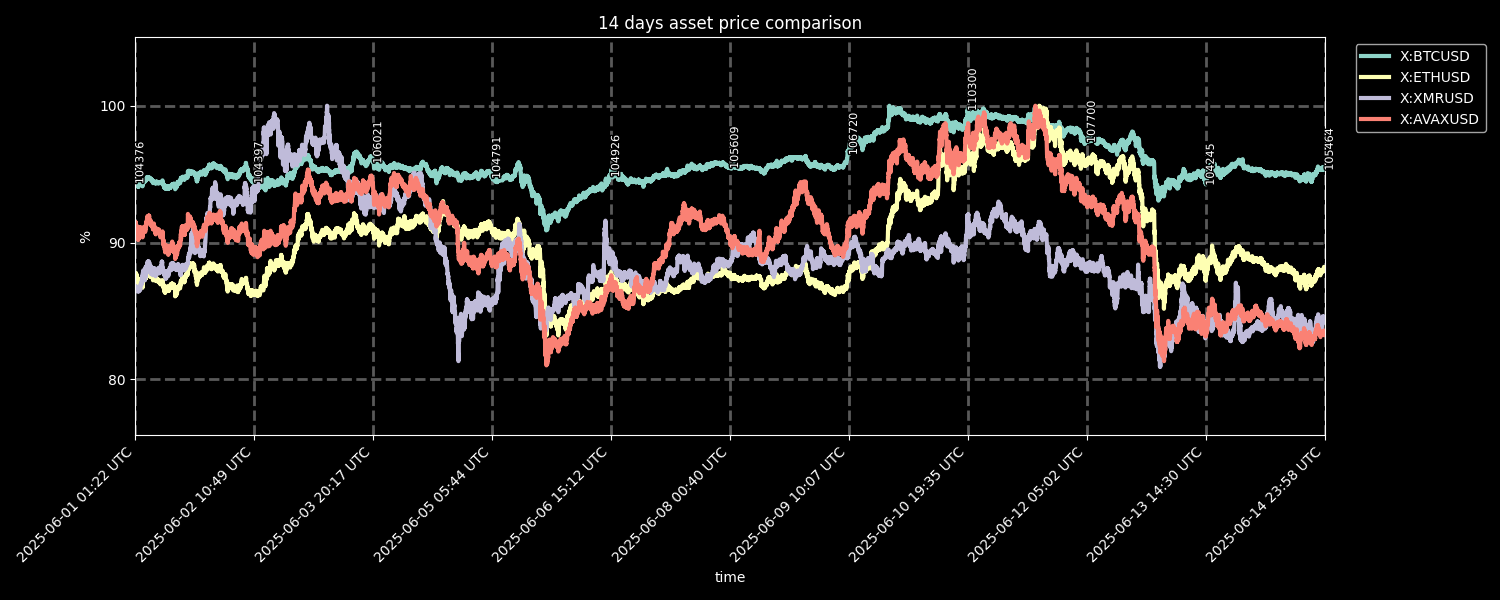 14 days asset price comparison
X:BTCUSD
X:ETHUSD
X:XMRUSD
X:AVAXUSD
%
100
90
80
104376
104397
106021
104791
104926
105609
106720
110300
107700
104245
105464
2025-06-01 01:22 UTC
2025-06-02 10:49 UTC
2025-06-03 20:17 UTC
2025-06-05 05:44 UTC
2025-06-06 15:12 UTC
2025-06-08 00:40 UTC
2025-06-09 10:07 UTC
2025-06-10 19:35 UTC
2025-06-12 05:02 UTC
2025-06-13 14:30 UTC
2025-06-14 23:58 UTC
time